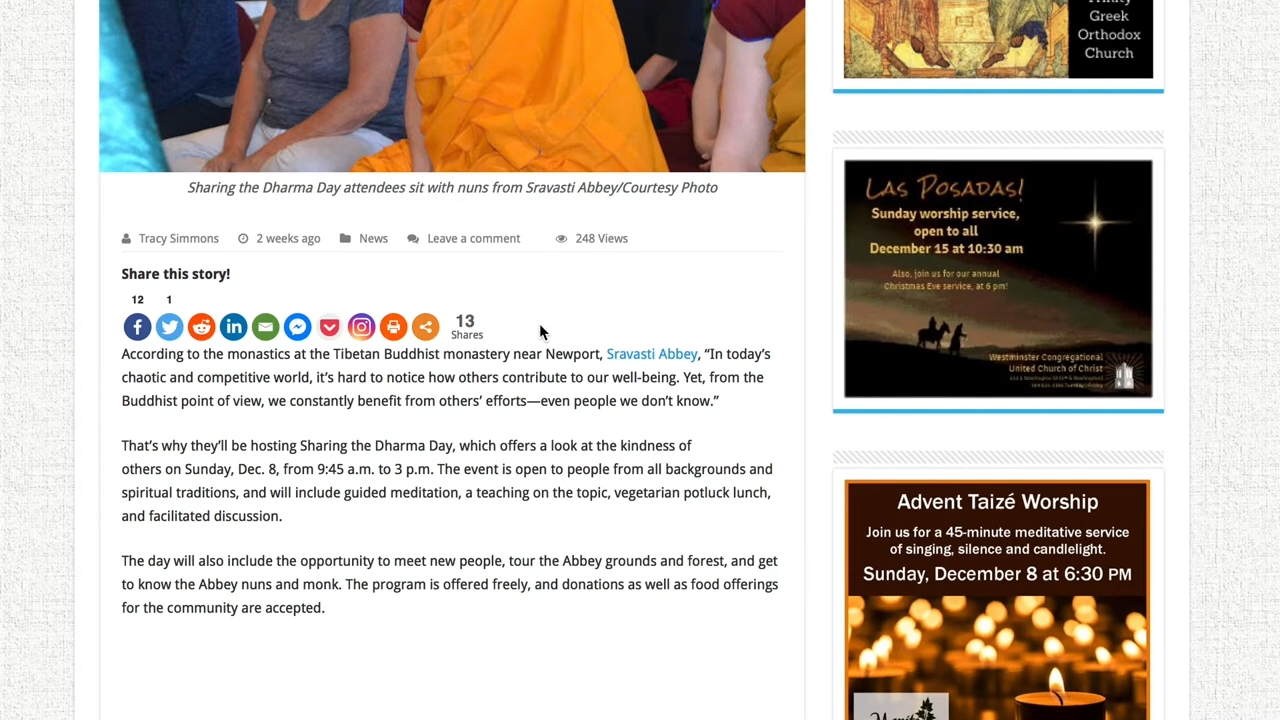 Greek
Orthodox
Church
Sharing the Dharma Day attendees sit with nuns from Sravasti Abbey/Courtesy Photo
Tracy Simmons 2 weeks ago News Leave a comment 248 Views
Share this story!
12 1
13
Shares
According to the monastics at the Tibetan Buddhist monastery near Newport, Sravasti Abbey, “In today’s
chaotic and competitive world, it’s hard to notice how others contribute to our well-being. Yet, from the
Buddhist point of view, we constantly benefit from others’ efforts—even people we don’t know.”
That’s why they’ll be hosting Sharing the Dharma Day, which offers a look at the kindness of
others on Sunday, Dec. 8, from 9:45 a.m. to 3 p.m. The event is open to people from all backgrounds and
spiritual traditions, and will include guided meditation, a teaching on the topic, vegetarian potluck lunch,
and facilitated discussion.
The day will also include the opportunity to meet new people, tour the Abbey grounds and forest, and get
to know the Abbey nuns and monk. The program is offered freely, and donations as well as food offerings
for the community are accepted.
LAS POSADAS!
Sunday worship service,
open to all
December 15 at 10:30 am
Also, join us for our annual
Christmas Eve service, at 6 pm!
Westminster Congregational
United Church of Christ
Advent Taizé Worship
Join us for a 45-minute meditative service
of singing, silence and candlelight.
Sunday, December 8 at 6:30 PM